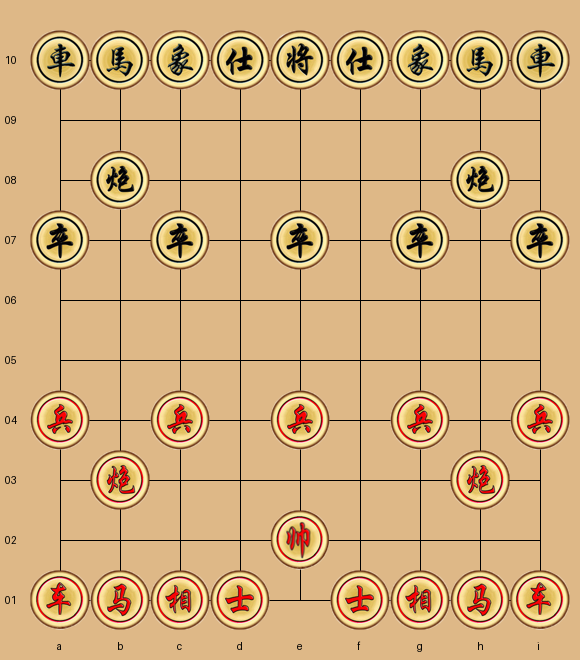 10 車 馬 象 仕 将 仕 象 馬 車
09
08 炮 炮
07 卒 卒 卒 卒 卒
06
05
04 兵 兵 兵 兵 兵
03 炮 炮
02 帅
01 车 马 相 士 士 相 马 车
a b c d e f g h i